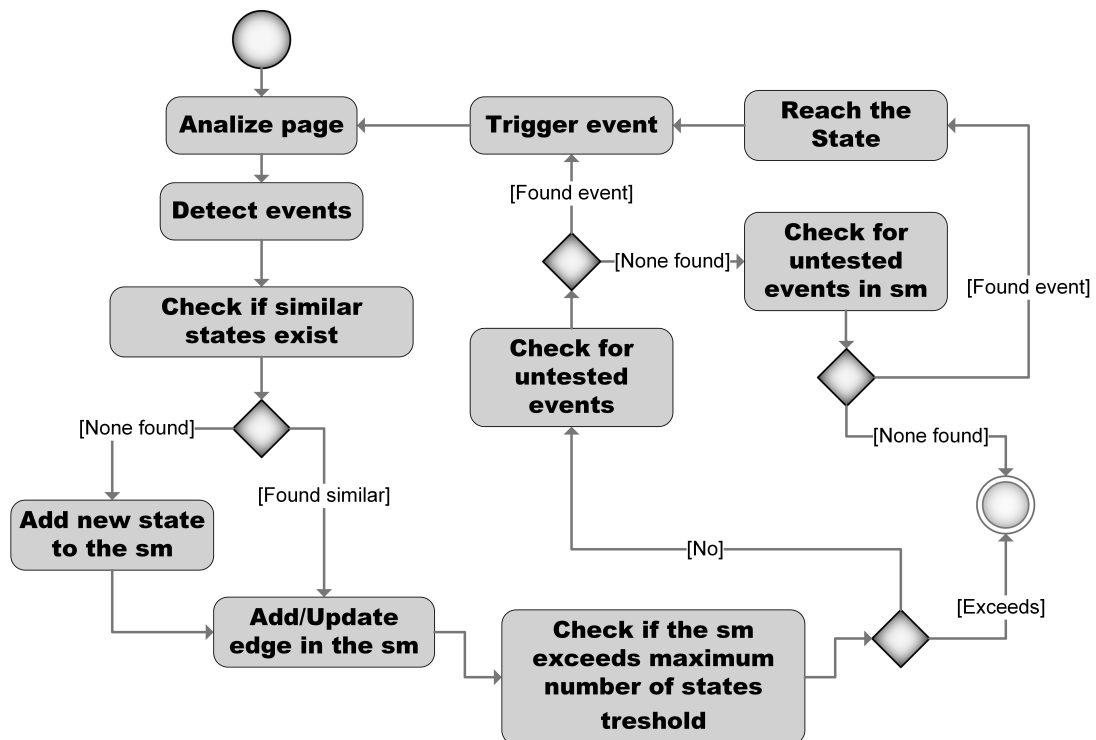 Analize page
Trigger event
Reach the
State
[Found event]
Detect events
Check for
untested
events in sm
[None found]
[Found event]
Check if similar
states exist
Check for
untested
events
[None found]
[None found]
[Found similar]
Add new state
to the sm
[No]
[Exceeds]
Add/Update
edge in the sm
Check if the sm
exceeds maximum
number of states
treshold